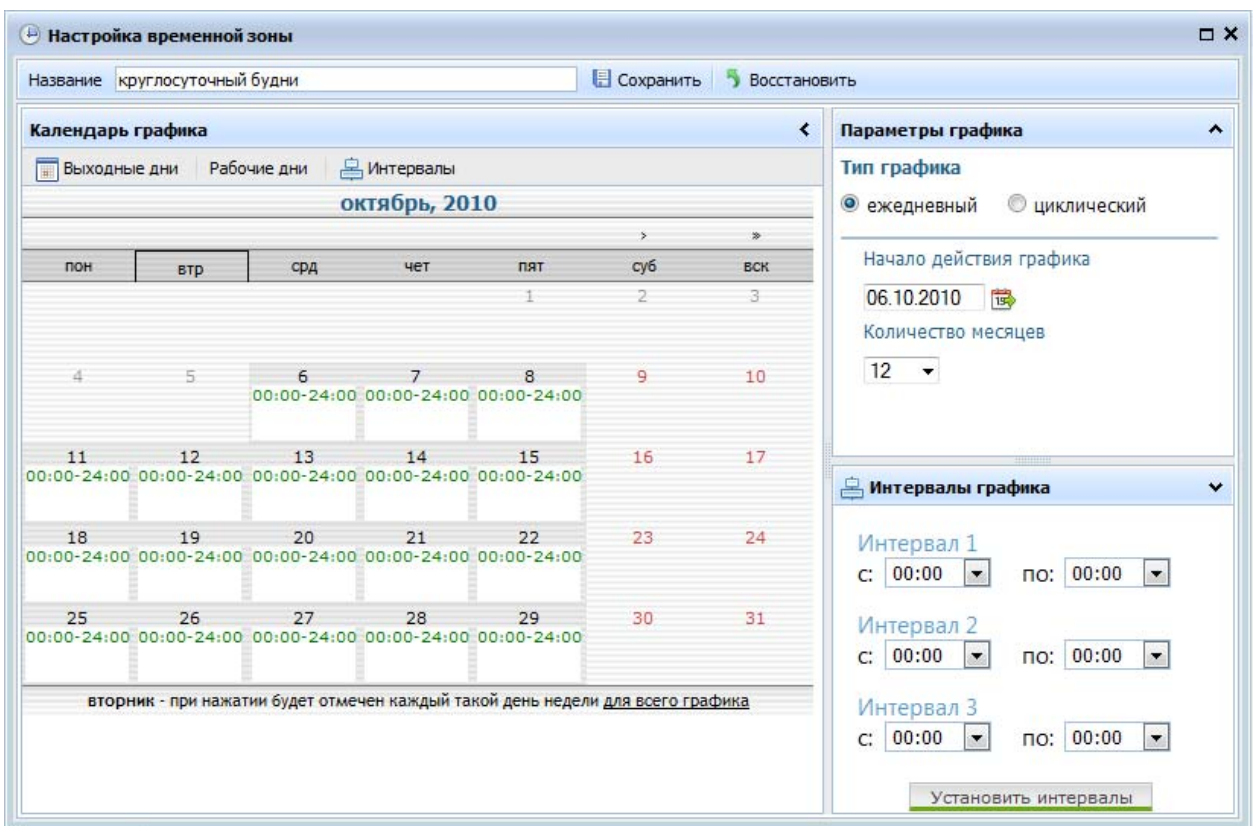 Настройка временной зоны
Название круглосуточный будни Сохранить Восстановить
Календарь графика
Выходные дни Рабочие дни Интервалы
октябрь, 2010
› »
пон втр срд чет пят суб вск
1 2 3
4 5 6 7 8 9 10
00:00-24:00 00:00-24:00 00:00-24:00
11 12 13 14 15 16 17
00:00-24:00 00:00-24:00 00:00-24:00 00:00-24:00 00:00-24:00
18 19 20 21 22 23 24
00:00-24:00 00:00-24:00 00:00-24:00 00:00-24:00 00:00-24:00
25 26 27 28 29 30 31
00:00-24:00 00:00-24:00 00:00-24:00 00:00-24:00 00:00-24:00
вторник - при нажатии будет отмечен каждый такой день недели для всего графика
Параметры графика
Тип графика
ежедневный циклический
Начало действия графика
06.10.2010
Количество месяцев
12
Интервалы графика
Интервал 1
с: 00:00 по: 00:00
Интервал 2
с: 00:00 по: 00:00
Интервал 3
с: 00:00 по: 00:00
Установить интервалы